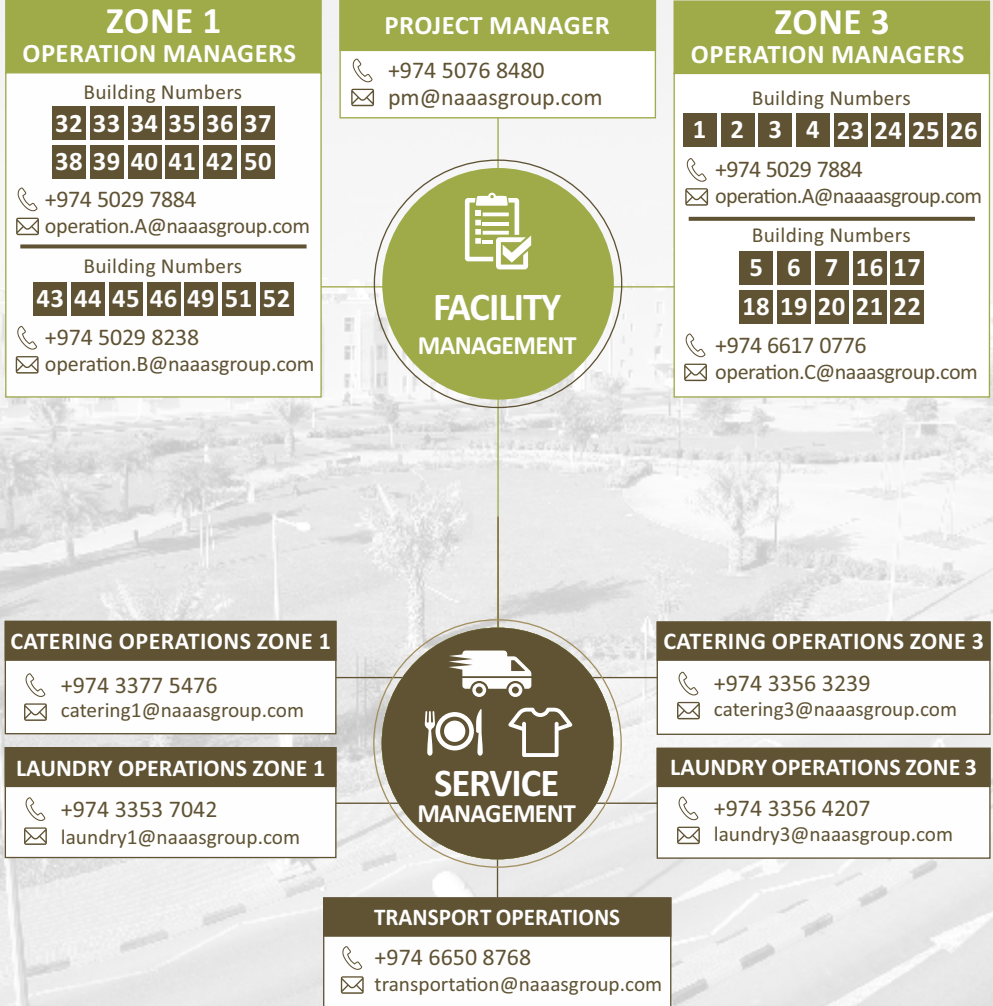 ZONE 1
OPERATION MANAGERS
Building Numbers
32 33 34 35 36 37
38 39 40 41 42 50
+974 5029 7884
operation.A@naaasgroup.com
Building Numbers
43 44 45 46 49 51 52
+974 5029 8238
operation.B@naaasgroup.com
PROJECT MANAGER
+974 5076 8480
pm@naaasgroup.com
ZONE 3
OPERATION MANAGERS
Building Numbers
1 2 3 4 23 24 25 26
+974 5029 7884
operation.A@naaaasgroup.com
Building Numbers
5 6 7 16 17
18 19 20 21 22
+974 6617 0776
operation.C@naaasgroup.com
FACILITY
MANAGEMENT
CATERING OPERATIONS ZONE 1
+974 3377 5476
catering1@naaasgroup.com
LAUNDRY OPERATIONS ZONE 1
+974 3353 7042
laundry1@naaasgroup.com
SERVICE
MANAGEMENT
CATERING OPERATIONS ZONE 3
+974 3356 3239
catering3@naaasgroup.com
LAUNDRY OPERATIONS ZONE 3
+974 3356 4207
laundry3@naaasgroup.com
TRANSPORT OPERATIONS
+974 6650 8768
transportation@naaasgroup.com